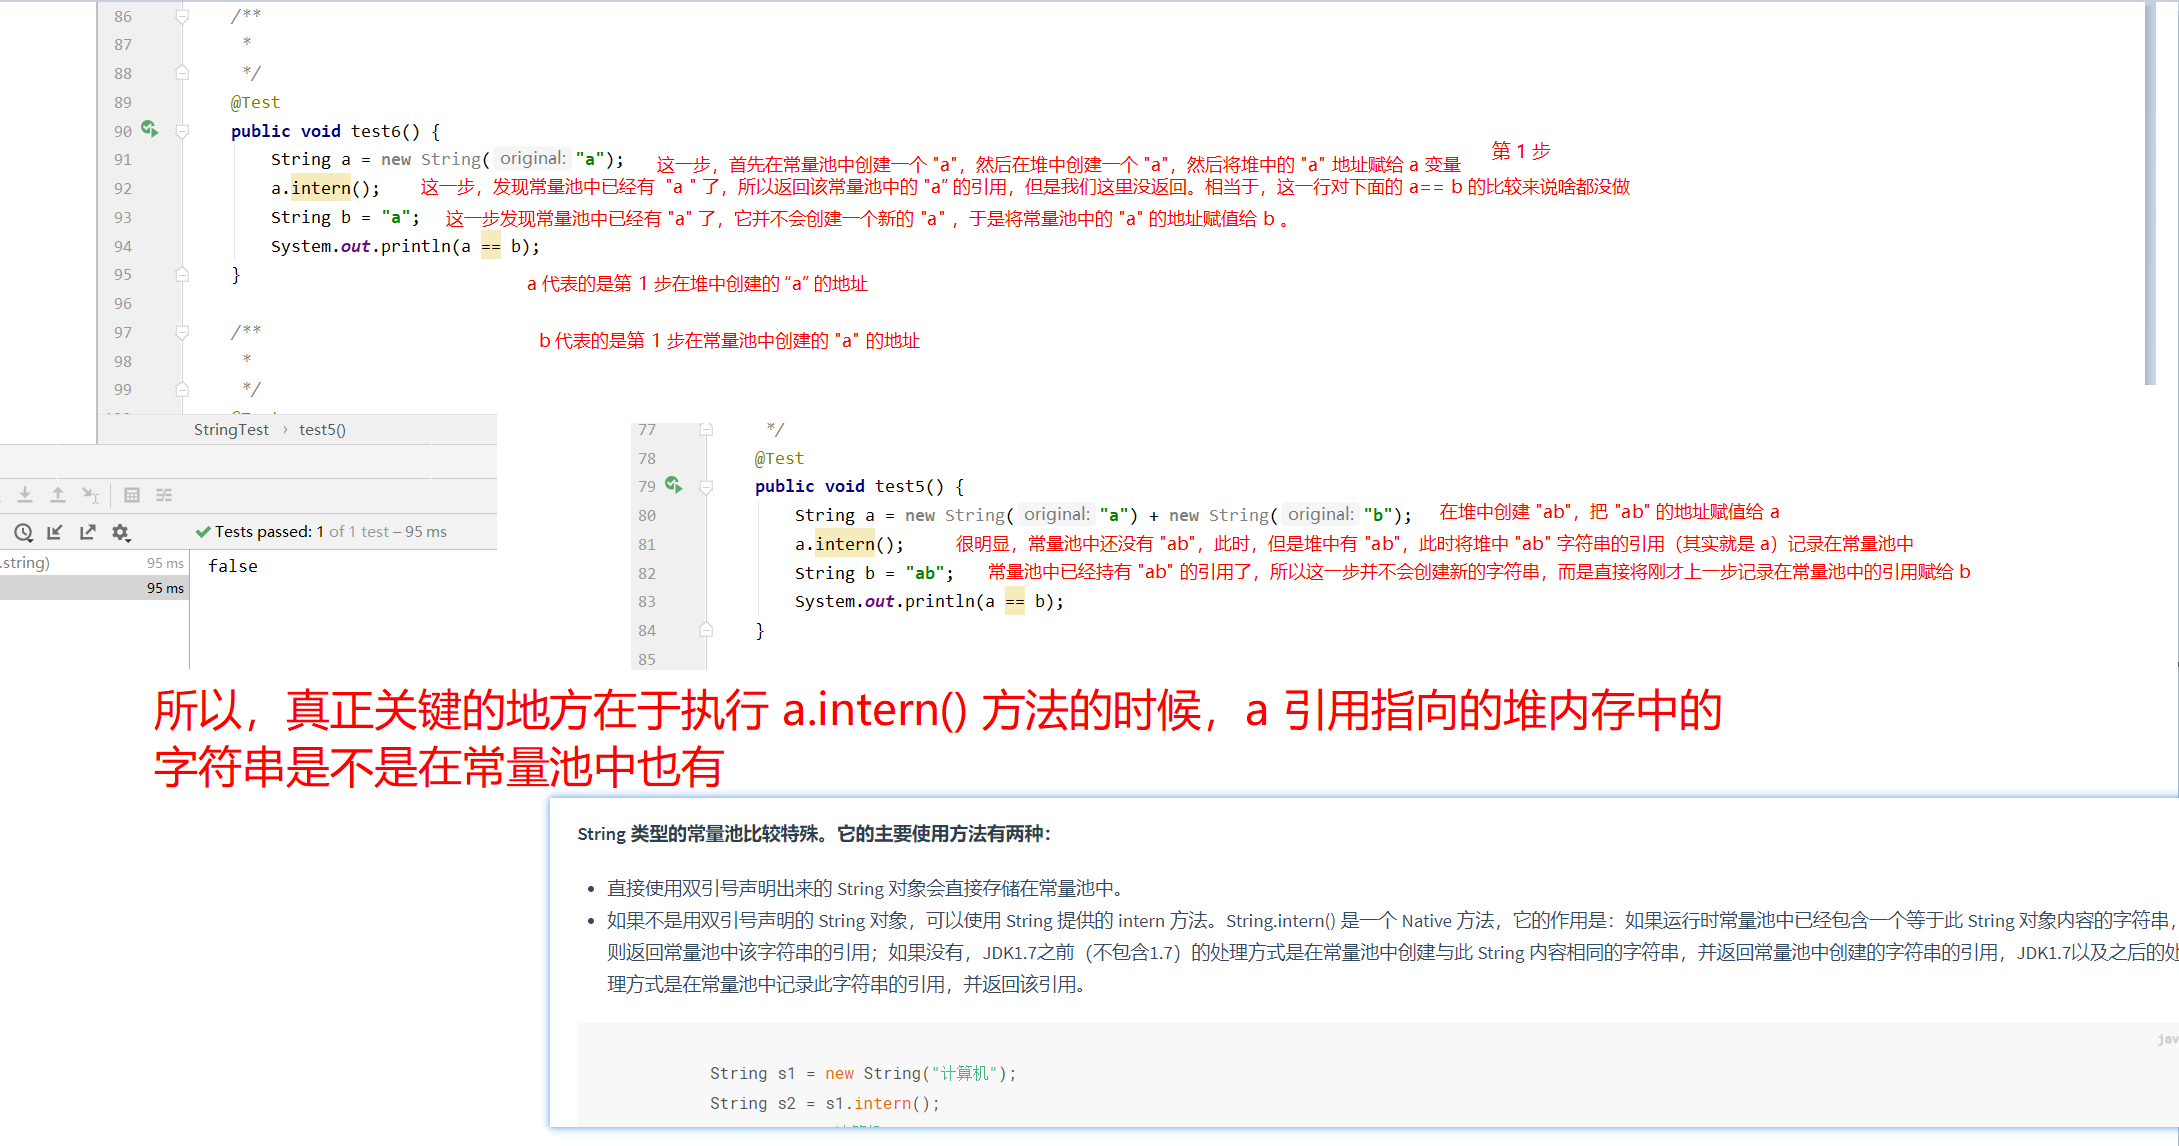 86 /**
87 *
88 */
89 @Test
90 public void test6() {
91 String a = new String( original: "a"); 这一步，首先在常量池中创建一个 "a"，然后在堆中创建一个 "a"，然后将堆中的 "a" 地址赋给 a 变量 第 1 步
92 a.intern(); 这一步，发现常量池中已经有 "a " 了，所以返回该常量池中的 "a” 的引用，但是我们这里没返回。相当于，这一行对下面的 a== b 的比较来说啥都没做
93 String b = "a"; 这一步发现常量池中已经有 "a" 了，它并不会创建一个新的 "a" ，于是将常量池中的 "a" 的地址赋值给 b 。
94 System.out.println(a == b);
95 }
a 代表的是第 1 步在堆中创建的 “a” 的地址
96
97 /**
b 代表的是第 1 步在常量池中创建的 "a" 的地址
98 *
99 */
StringTest › test5()
77 */
78 @Test
79 public void test5() {
80 String a = new String( original: "a") + new String( original: "b"); 在堆中创建 "ab"，把 "ab" 的地址赋值给 a
81 a.intern(); 很明显，常量池中还没有 "ab"，此时，但是堆中有 "ab"，此时将堆中 "ab" 字符串的引用（其实就是 a）记录在常量池中
82 String b = "ab"; 常量池中已经持有 "ab" 的引用了，所以这一步并不会创建新的字符串，而是直接将刚才上一步记录在常量池中的引用赋给 b
83 System.out.println(a == b);
84 }
85
Tests passed: 1 of 1 test – 95 ms
.string) 95 ms
false
95 ms
所以，真正关键的地方在于执行 a.intern() 方法的时候，a 引用指向的堆内存中的
字符串是不是在常量池中也有
String 类型的常量池比较特殊。它的主要使用方法有两种：
• 直接使用双引号声明出来的 String 对象会直接存储在常量池中。
• 如果不是用双引号声明的 String 对象，可以使用 String 提供的 intern 方法。String.intern() 是一个 Native 方法，它的作用是：如果运行时常量池中已经包含一个等于此 String 对象内容的字符串，
则返回常量池中该字符串的引用；如果没有，JDK1.7之前（不包含1.7）的处理方式是在常量池中创建与此 String 内容相同的字符串，并返回常量池中创建的字符串的引用，JDK1.7以及之后的处
理方式是在常量池中记录此字符串的引用，并返回该引用。
jav
String s1 = new String("计算机");
String s2 = s1.intern();